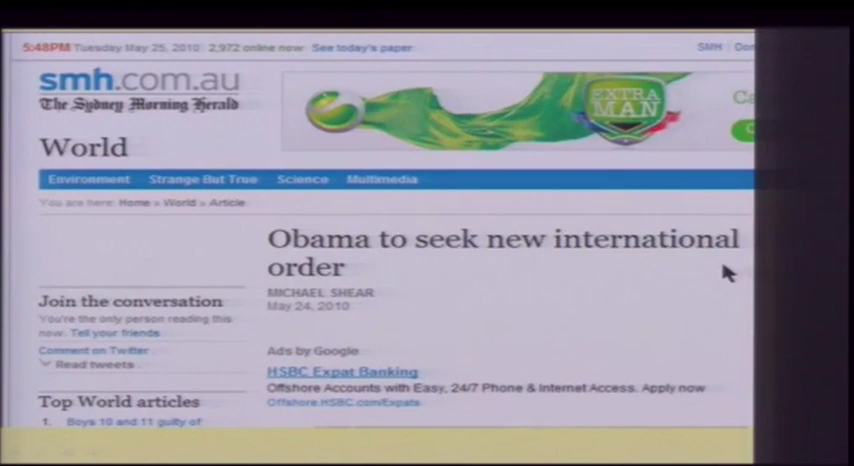 5:48PM Tuesday May 25, 2010 2,972 online now See today's paper SMH
smh.com.au
The Sydney Morning Herald
EXTRA
MAN
World
Environment Strange But True Science Multimedia
You are here: Home » World » Article
Obama to seek new international
order
MICHAEL SHEAR
May 24, 2010
Join the conversation
You're the only person reading this
now. Tell your friends
Comment on Twitter
Read tweets
Ads by Google
HSBC Expat Banking
Offshore Accounts with Easy, 24/7 Phone & Internet Access. Apply now
Offshore.HSBC.com/Expats
Top World articles
1. Boys 10 and 11 guilty of